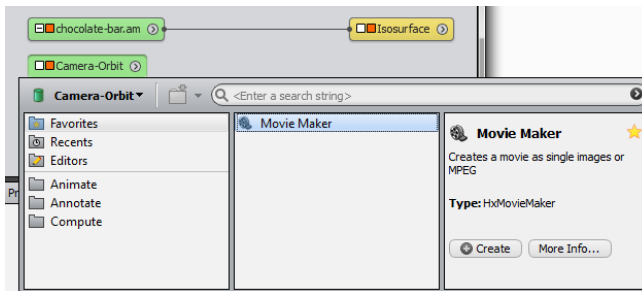 chocolate-bar.am
Isosurface
Camera-Orbit
Camera-Orbit
<Enter a search string>
Favorites
Recents
Editors
Animate
Annotate
Compute
Movie Maker
Movie Maker
Creates a movie as single images or
MPEG
Type: HxMovieMaker
Create
More Info...
Pr